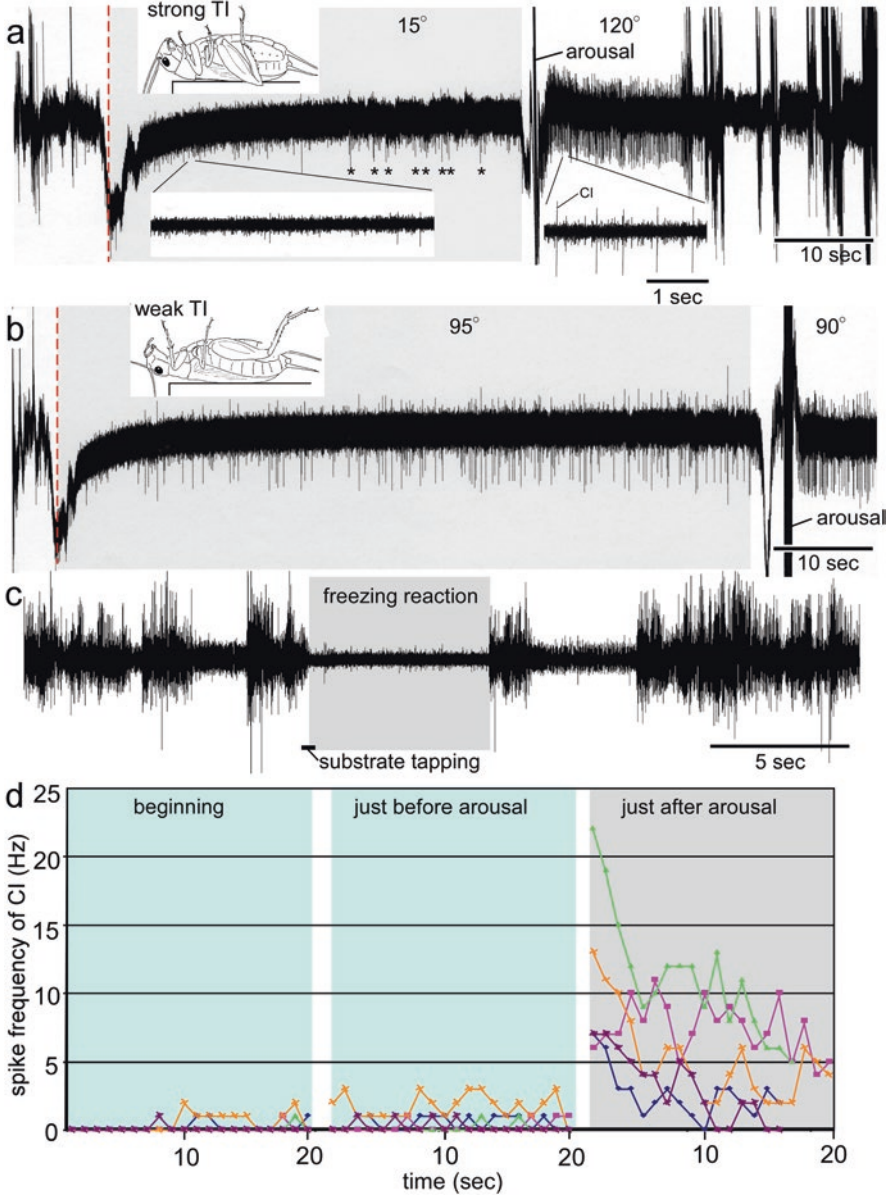 a
strong TI
15°
120°
arousal
* * * * * * * *
CI
10 sec
1 sec
b
weak TI
95°
90°
arousal
10 sec
c
freezing reaction
substrate tapping
5 sec
d
beginning
just before arousal
just after arousal
spike frequency of CI (Hz)
25
20
15
10
5
0
10
20
10
20
10
20
time (sec)